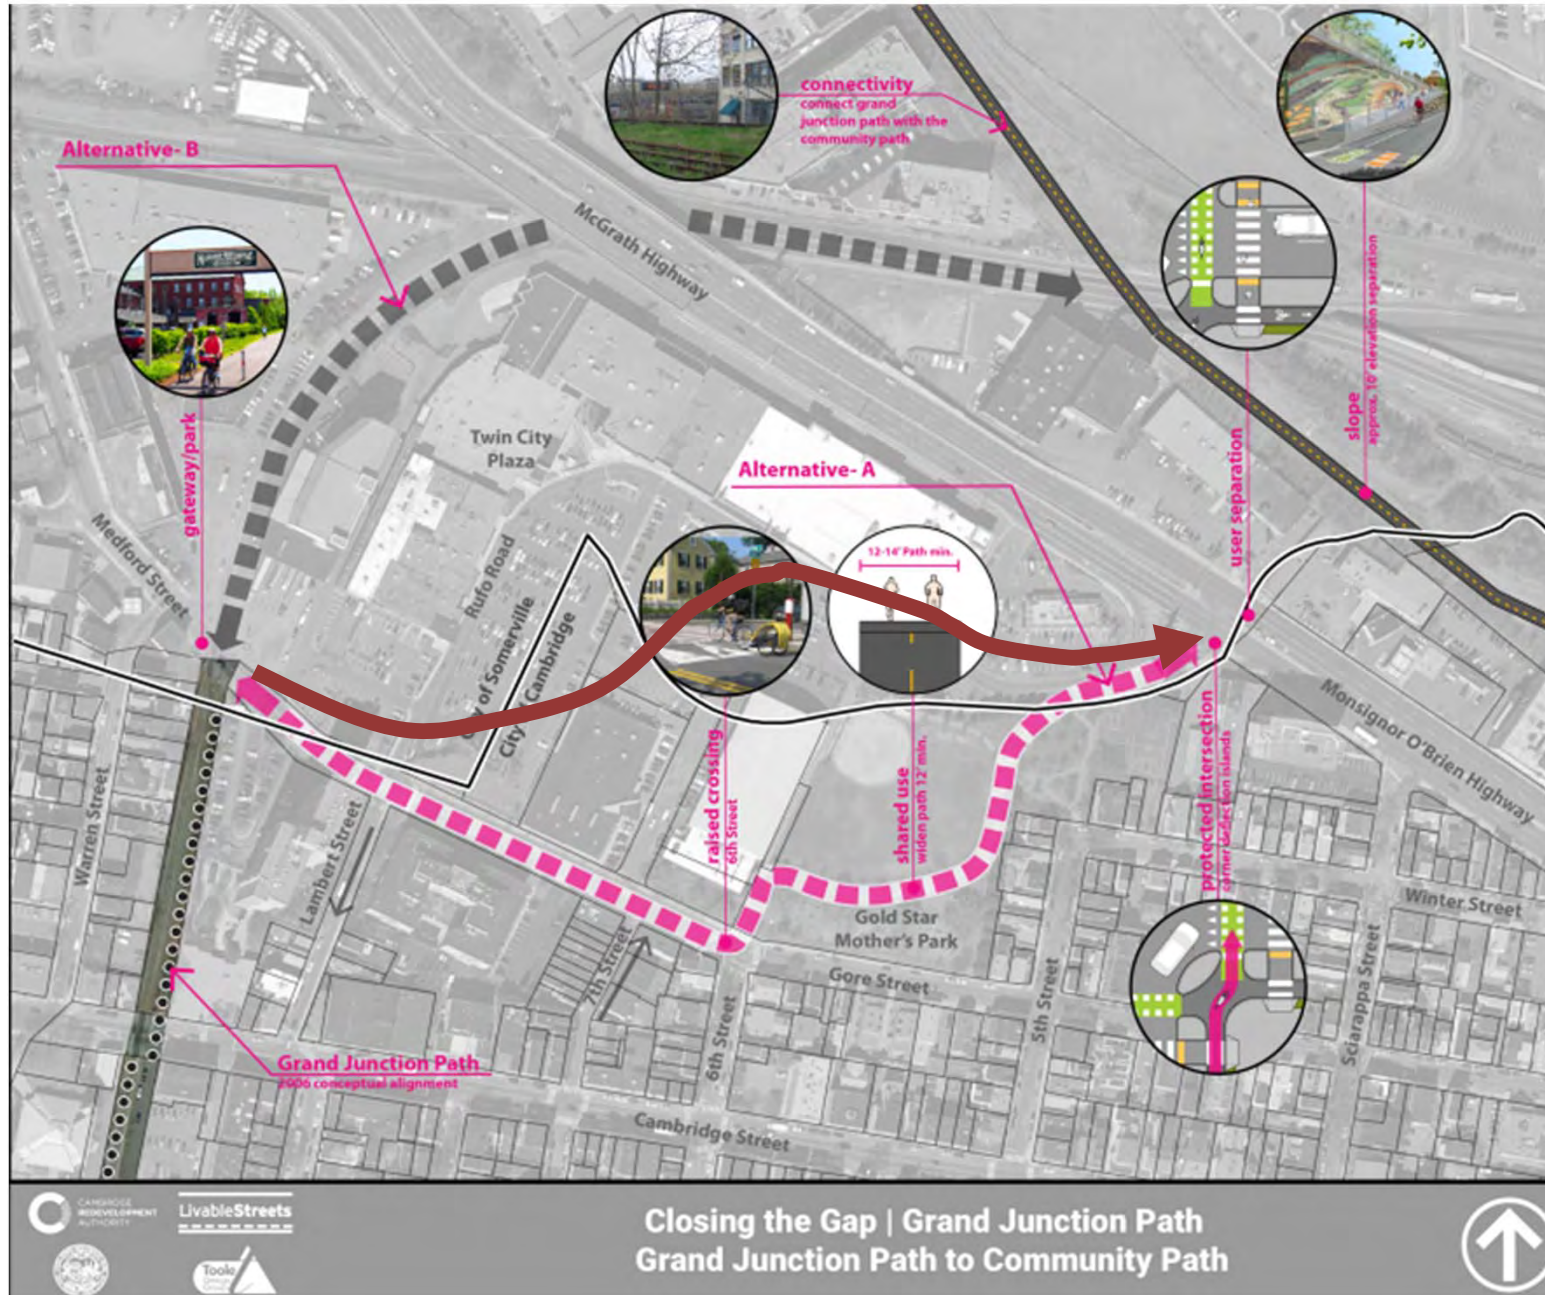 connectivity
connect grand
junction path with the
community path
Alternative- B
McGrath Highway
gateway/park
Twin City
Plaza
Alternative- A
12-14' Path min.
user separation
slope
approx. 10' elevation separation
Medford Street
Rufo Road
City of Somerville
City of Cambridge
raised crossing
6th Street
shared use
widen path 12' min.
protected intersection
corner connection islands
Monsignor O'Brien Highway
Warren Street
Lambert Street
7th Street
6th Street
Gold Star
Mother's Park
Gore Street
5th Street
Sciarappa Street
Winter Street
Grand Junction Path
2006 conceptual alignment
Cambridge Street
CAMBRIDGE
REDEVELOPMENT
AUTHORITY
LivableStreets
Toole
Closing the Gap | Grand Junction Path
Grand Junction Path to Community Path